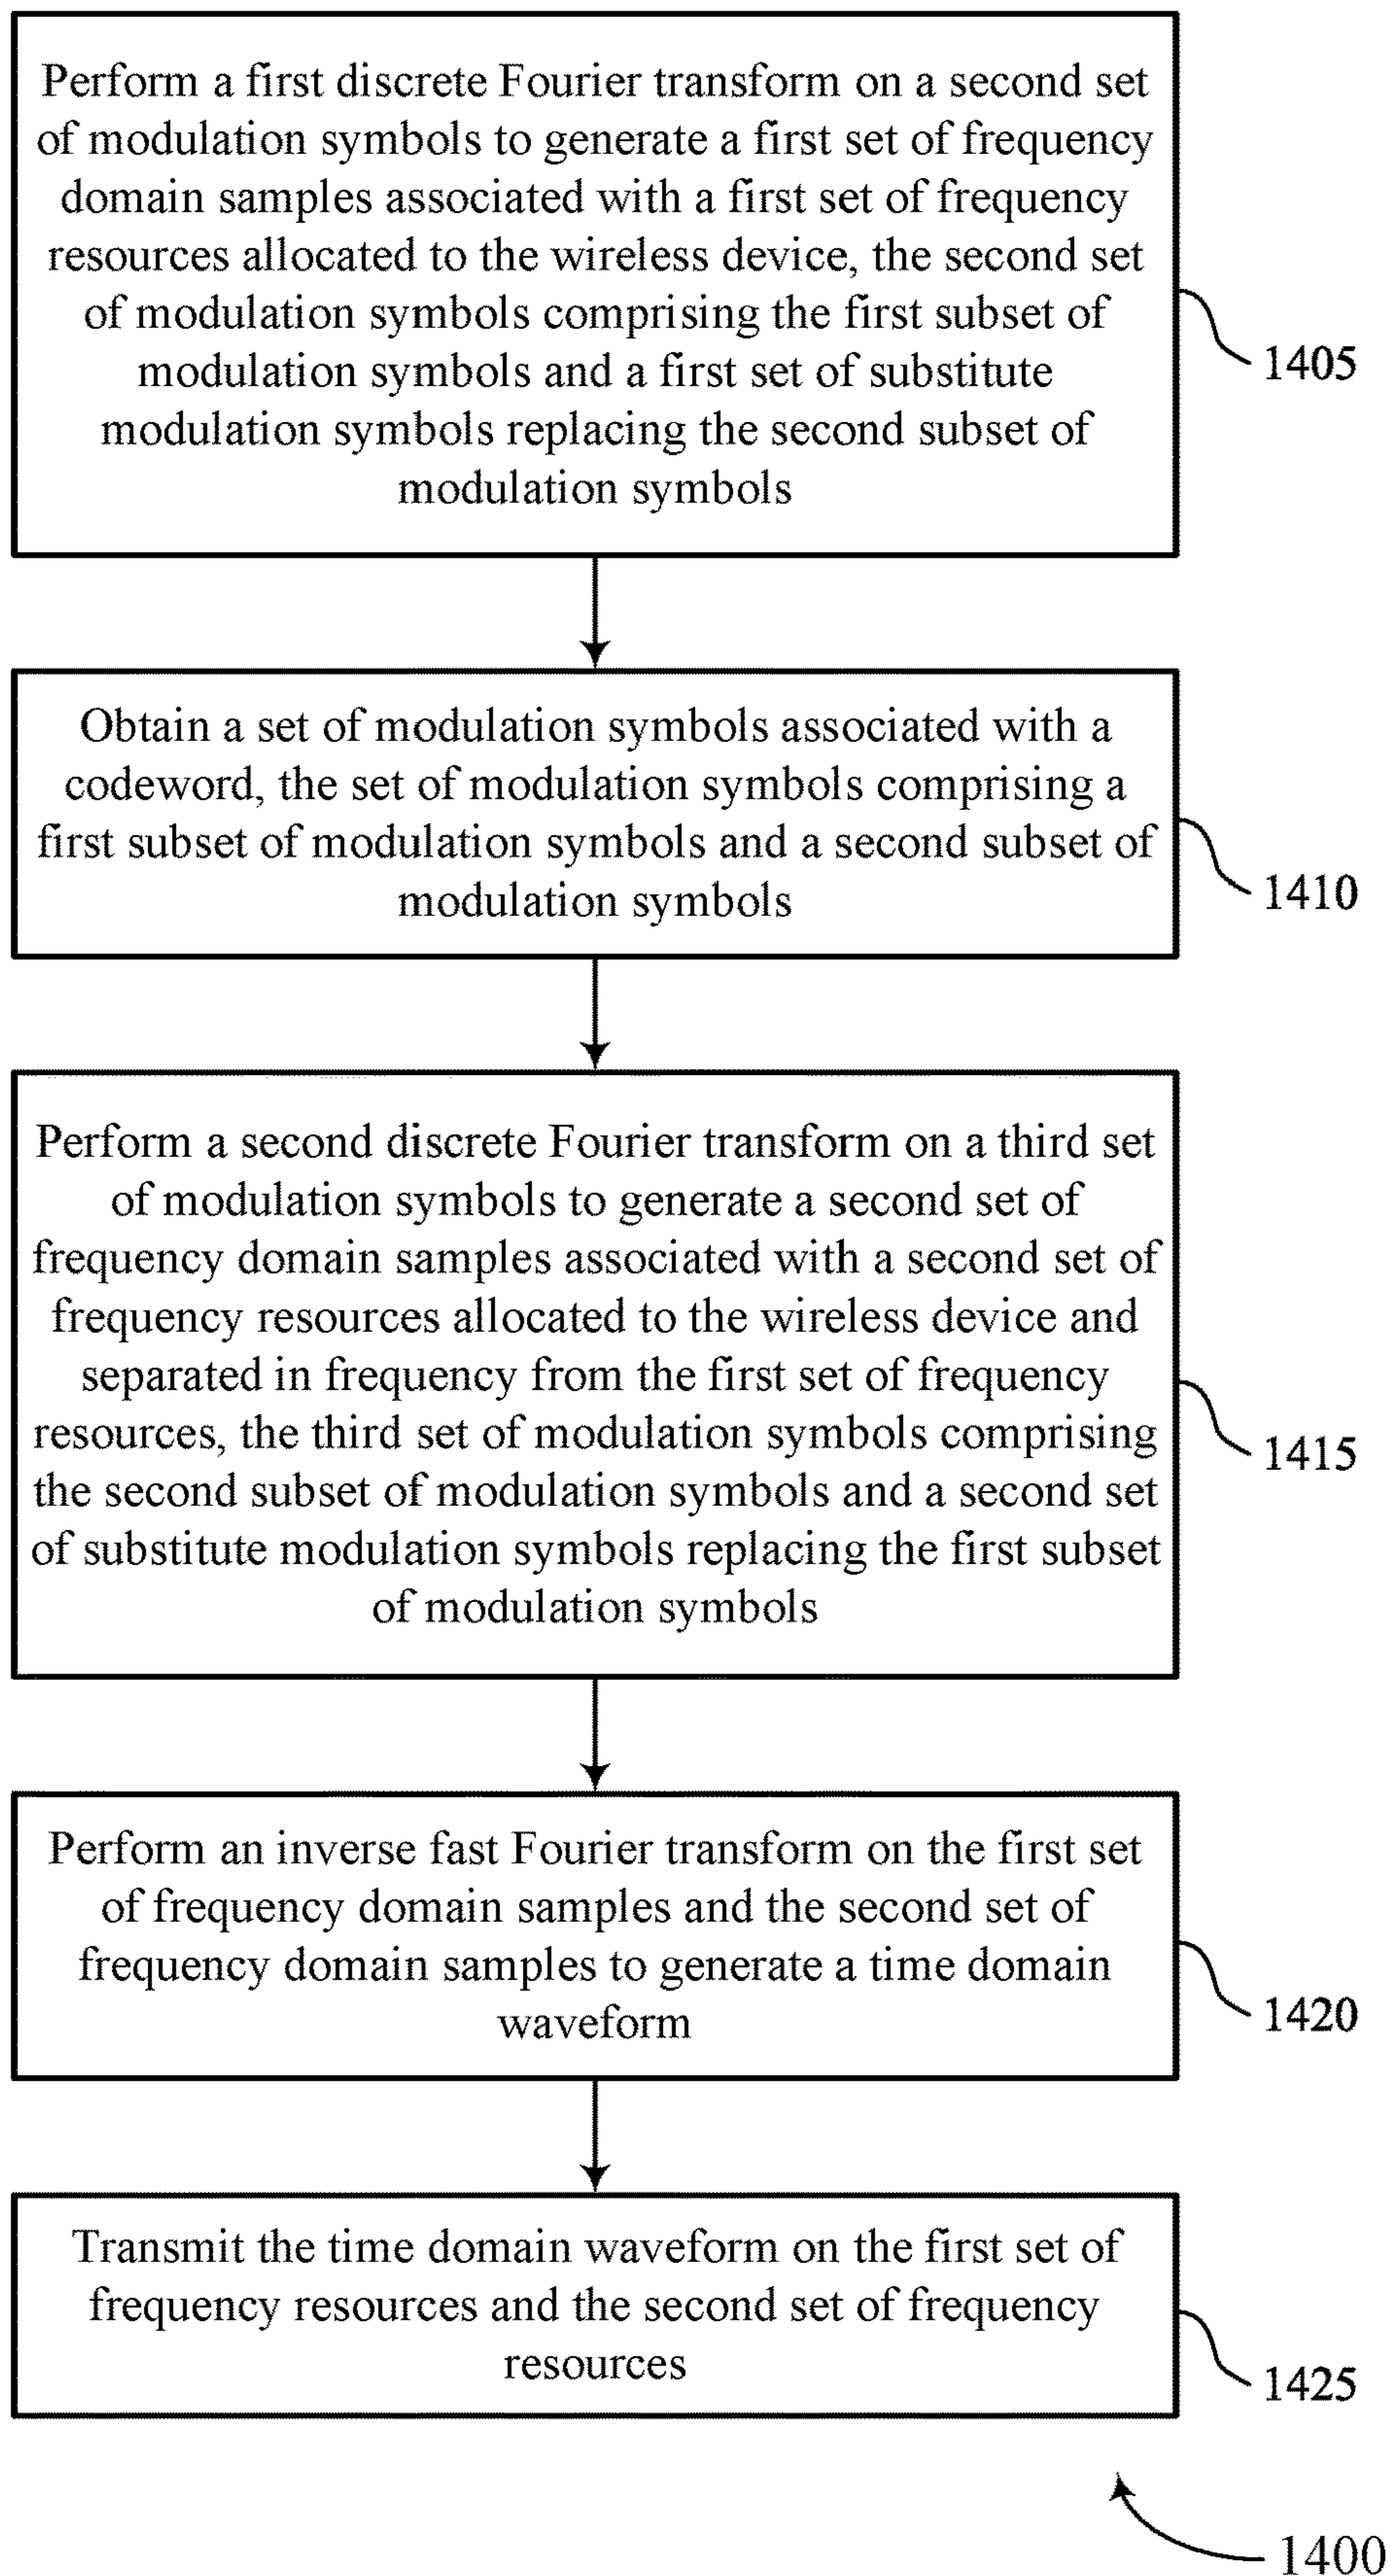 Perform a first discrete Fourier transform on a second set
of modulation symbols to generate a first set of frequency
domain samples associated with a first set of frequency
resources allocated to the wireless device, the second set
of modulation symbols comprising the first subset of
modulation symbols and a first set of substitute
modulation symbols replacing the second subset of
modulation symbols
1405
Obtain a set of modulation symbols associated with a
codeword, the set of modulation symbols comprising a
first subset of modulation symbols and a second subset of
modulation symbols
1410
Perform a second discrete Fourier transform on a third set
of modulation symbols to generate a second set of
frequency domain samples associated with a second set of
frequency resources allocated to the wireless device and
separated in frequency from the first set of frequency
resources, the third set of modulation symbols comprising
the second subset of modulation symbols and a second set
of substitute modulation symbols replacing the first subset
of modulation symbols
1415
Perform an inverse fast Fourier transform on the first set
of frequency domain samples and the second set of
frequency domain samples to generate a time domain
waveform
1420
Transmit the time domain waveform on the first set of
frequency resources and the second set of frequency
resources
1425
1400